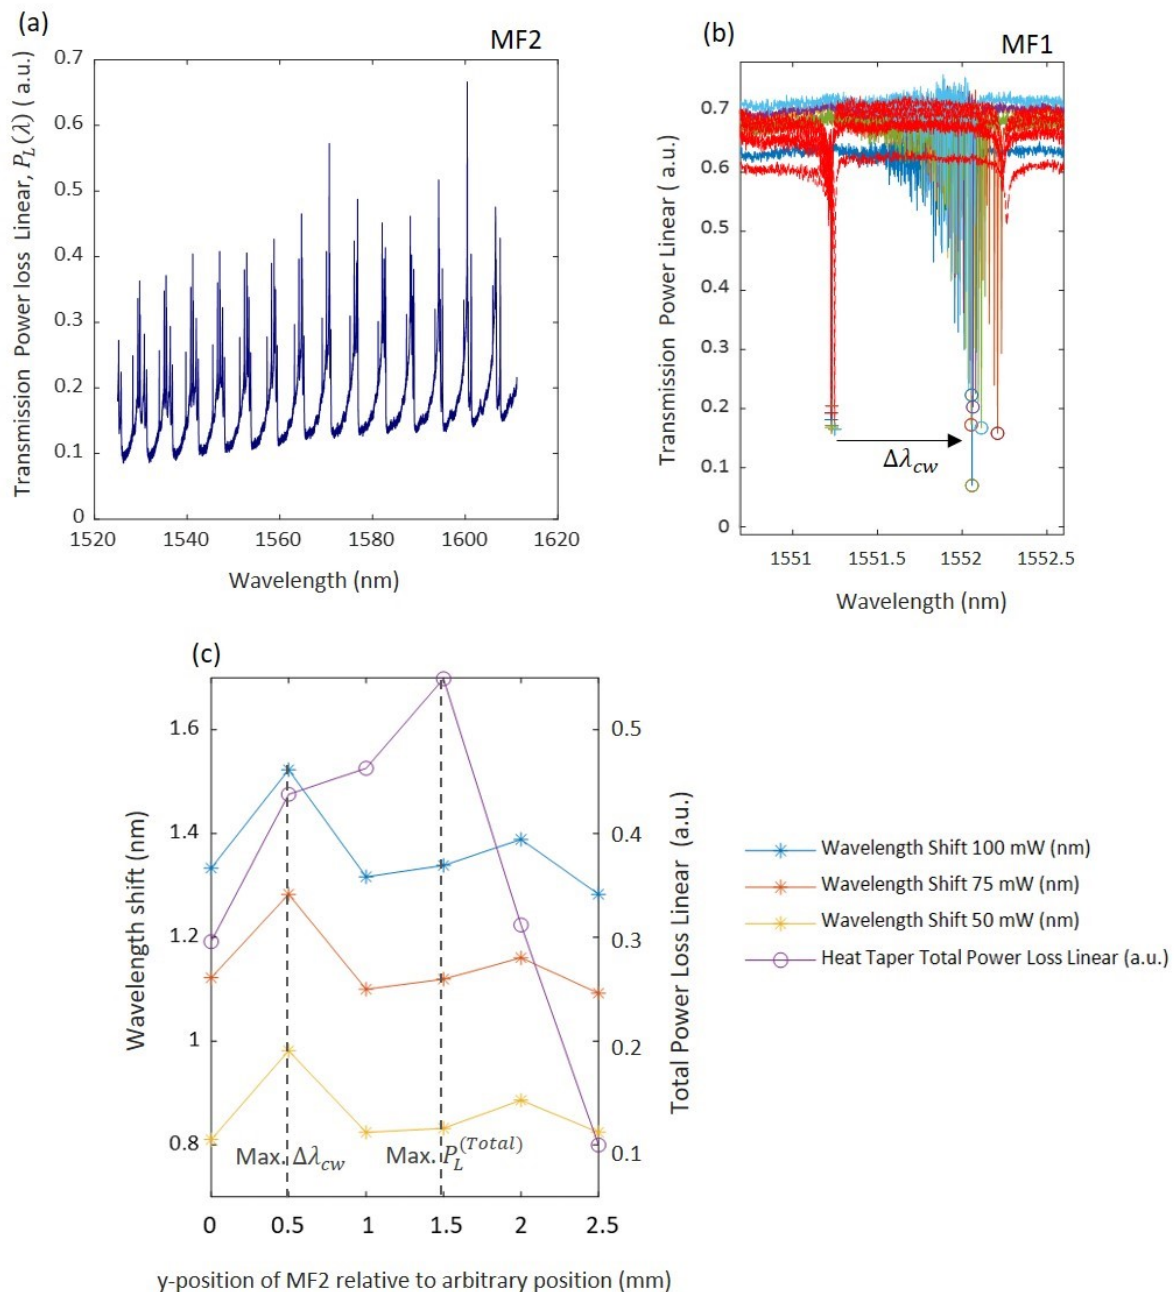 (a)
MF2
Transmission Power loss Linear, P_L(λ) ( a.u.)
0.7
0.6
0.5
0.4
0.3
0.2
0.1
0
1520
1540
1560
1580
1600
1620
Wavelength (nm)
(b)
MF1
Transmission Power Linear ( a.u.)
0.7
0.6
0.5
0.4
0.3
0.2
0.1
0
Δλ_cw
1551
1551.5
1552
1552.5
Wavelength (nm)
(c)
Wavelength shift (nm)
1.6
1.4
1.2
1
0.8
Total Power Loss Linear (a.u.)
0.5
0.4
0.3
0.2
0.1
Max. Δλ_cw
Max. P_L^(Total)
0
0.5
1
1.5
2
2.5
y-position of MF2 relative to arbitrary position (mm)
Wavelength Shift 100 mW (nm)
Wavelength Shift 75 mW (nm)
Wavelength Shift 50 mW (nm)
Heat Taper Total Power Loss Linear (a.u.)